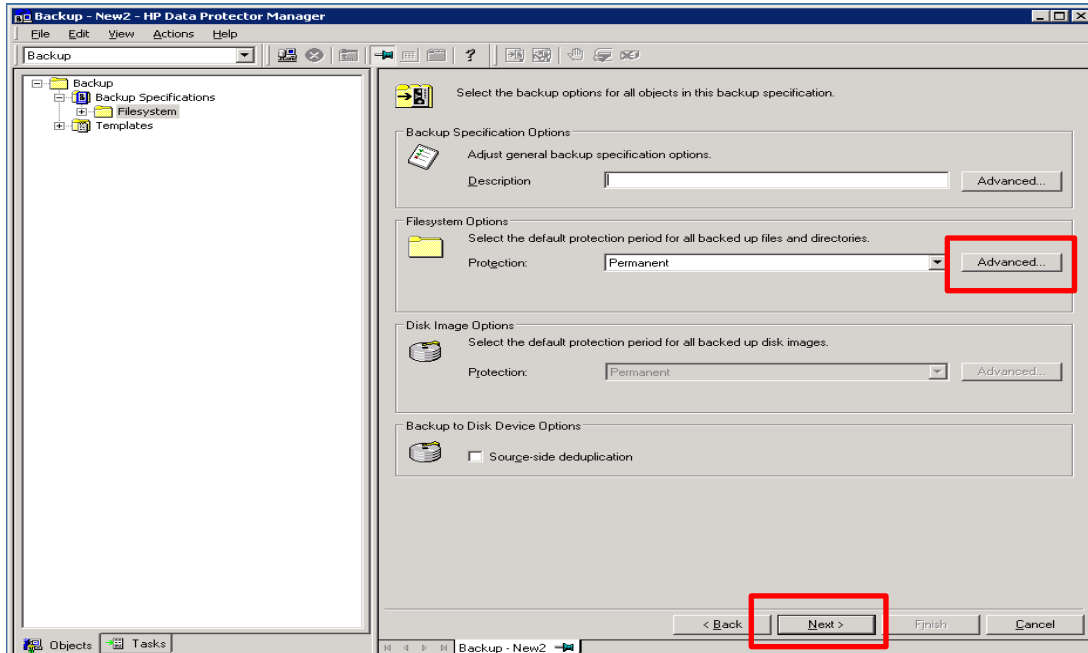 Backup - New2 - HP Data Protector Manager
File Edit View Actions Help
Backup
?
Backup
Backup Specifications
Filesystem
Templates
Select the backup options for all objects in this backup specification.
Backup Specification Options
Adjust general backup specification options.
Description
Advanced...
Filesystem Options
Select the default protection period for all backed up files and directories.
Protection: Permanent Advanced...
Disk Image Options
Select the default protection period for all backed up disk images.
Protection: Permanent Advanced...
Backup to Disk Device Options
Source-side deduplication
< Back Next > Finish Cancel
Objects Tasks
Backup - New2